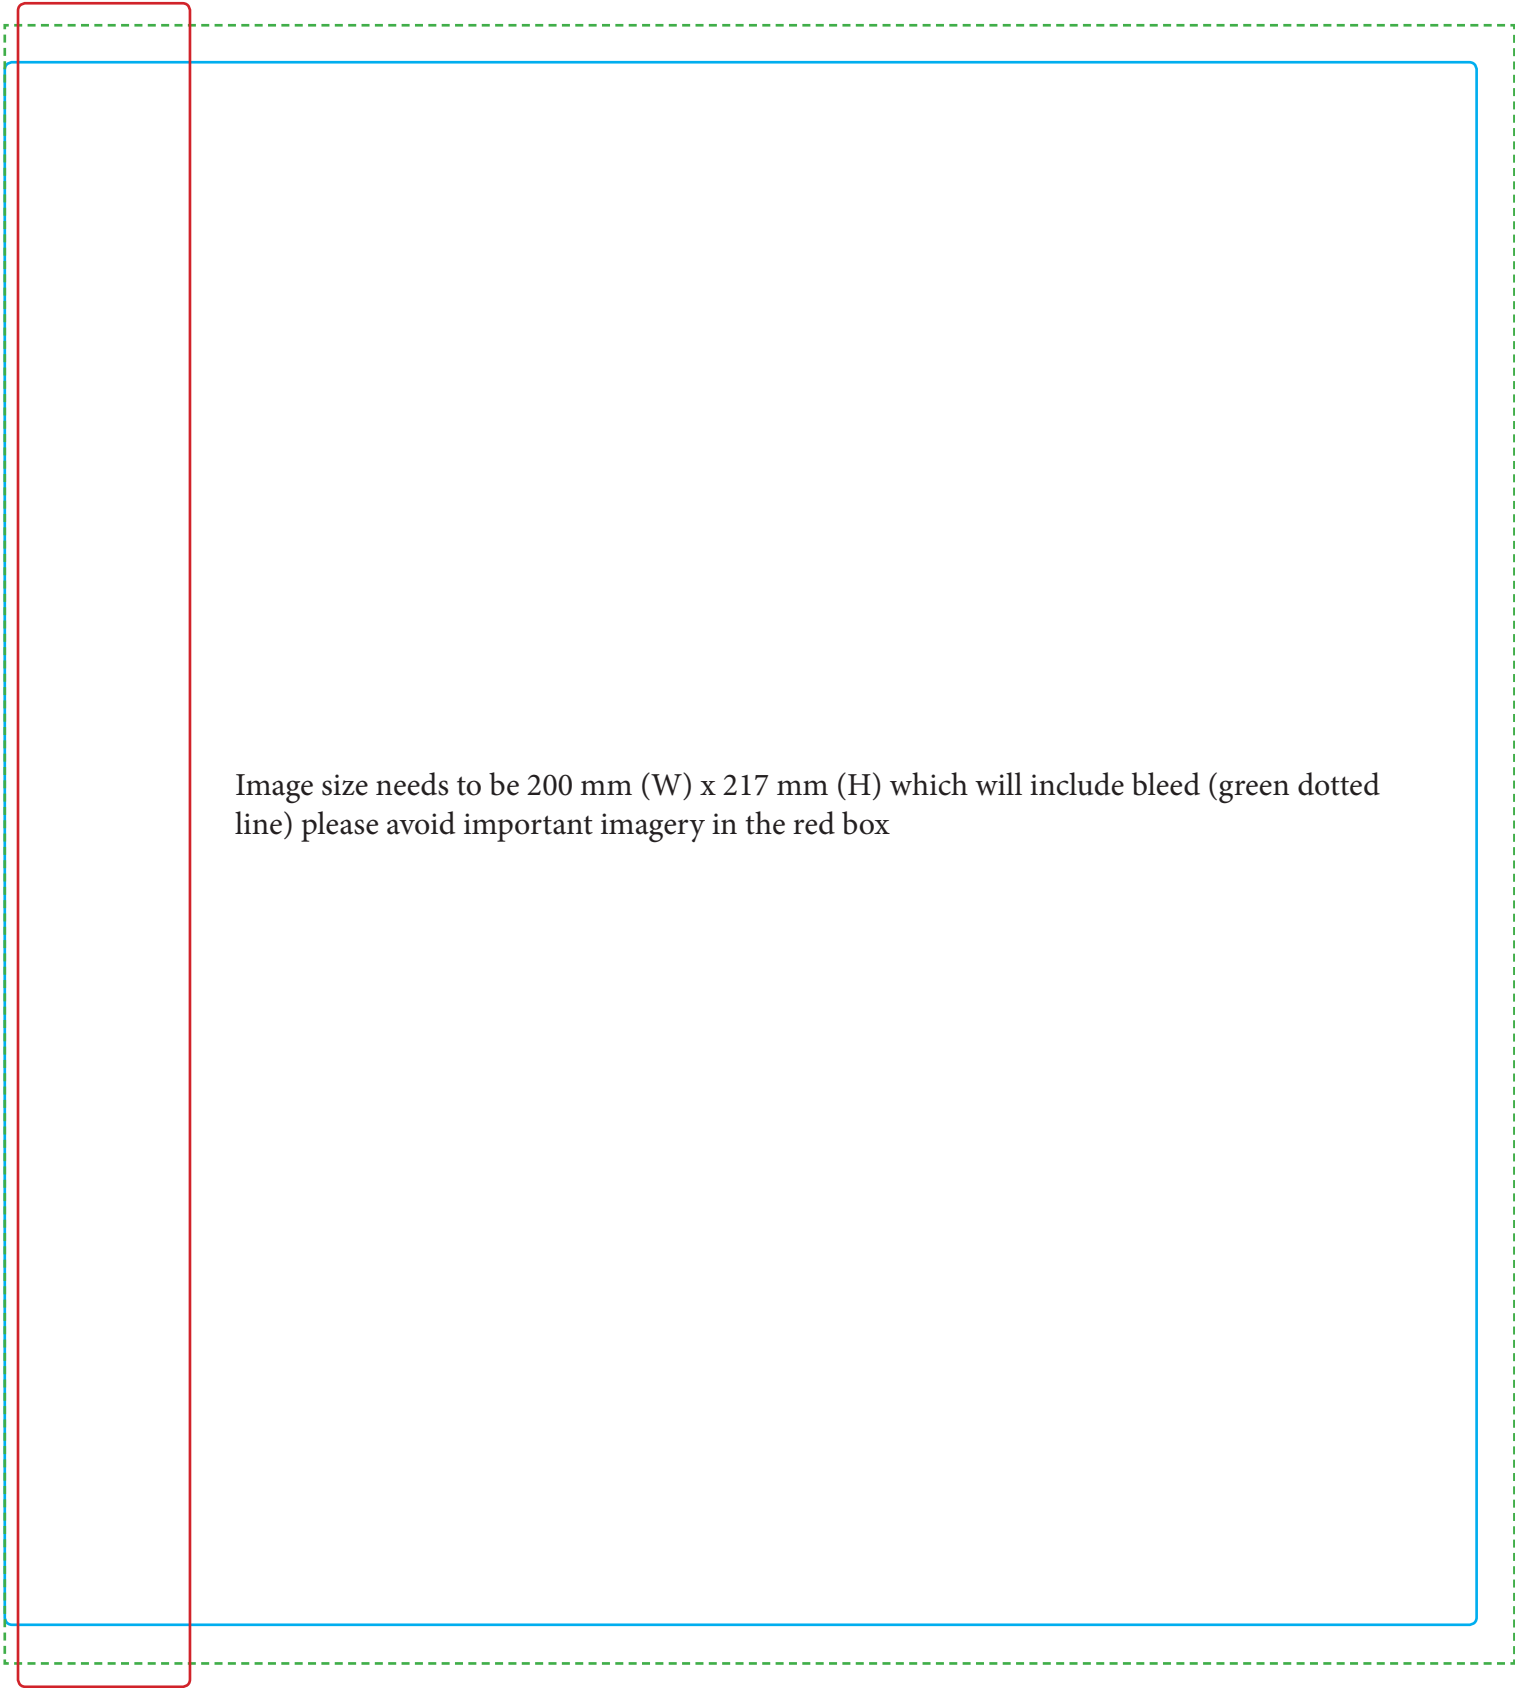 Image size needs to be 200 mm (W) x 217 mm (H) which will include bleed (green dotted
line) please avoid important imagery in the red box